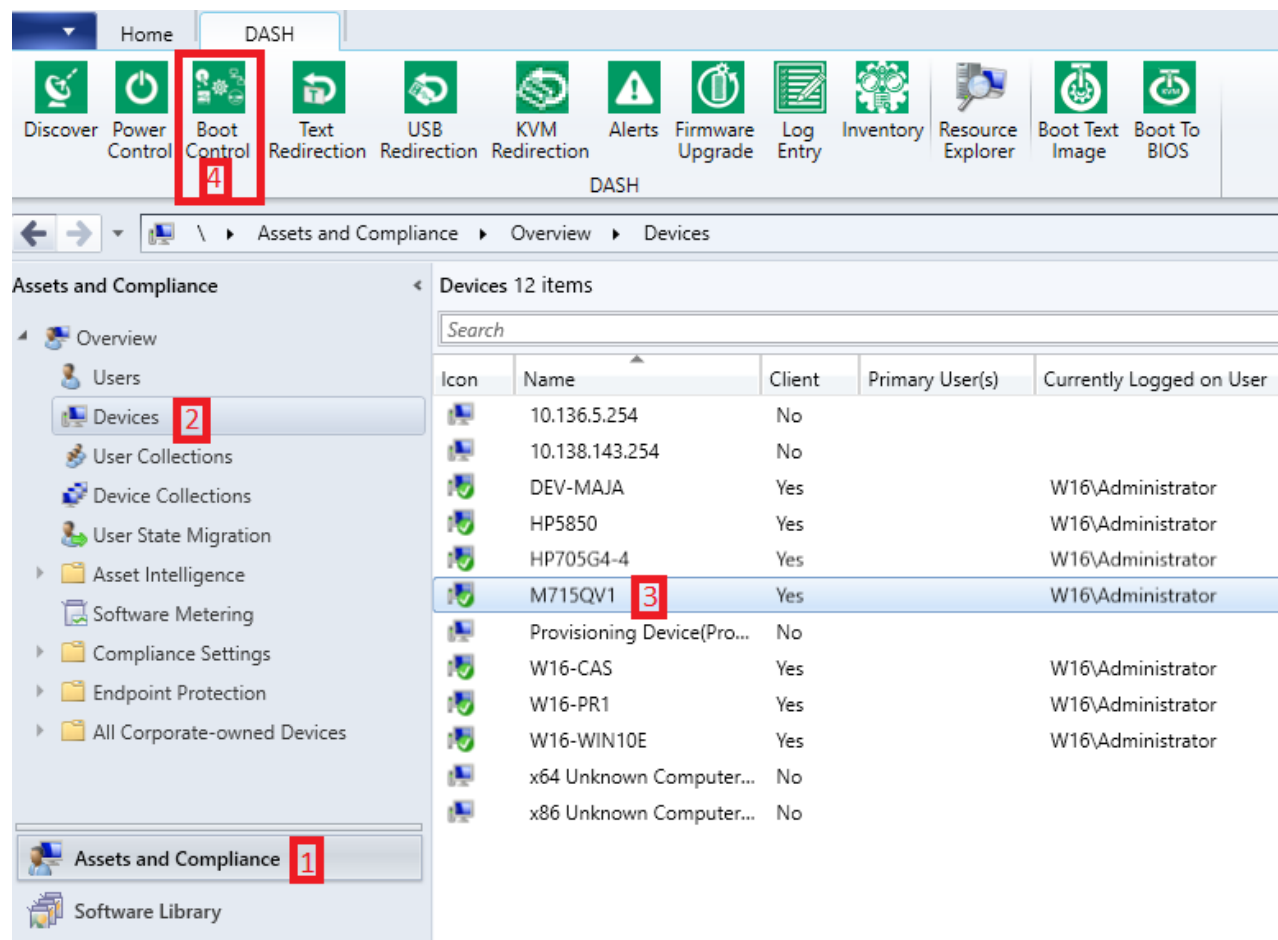 Home DASH
Discover Power Control Boot Control Text Redirection USB Redirection KVM Redirection Alerts Firmware Upgrade Log Entry Inventory Resource Explorer Boot Text Image Boot To BIOS
4
DASH
\ Assets and Compliance Overview Devices
Assets and Compliance
Overview
Users
Devices 2
User Collections
Device Collections
User State Migration
Asset Intelligence
Software Metering
Compliance Settings
Endpoint Protection
All Corporate-owned Devices
Assets and Compliance 1
Software Library
Devices 12 items
Search
Icon Name Client Primary User(s) Currently Logged on User
10.136.5.254 No
10.138.143.254 No
DEV-MAJA Yes W16\Administrator
HP5850 Yes W16\Administrator
HP705G4-4 Yes W16\Administrator
M715QV1 3 Yes W16\Administrator
Provisioning Device(Pro... No
W16-CAS Yes W16\Administrator
W16-PR1 Yes W16\Administrator
W16-WIN10E Yes W16\Administrator
x64 Unknown Computer... No
x86 Unknown Computer... No